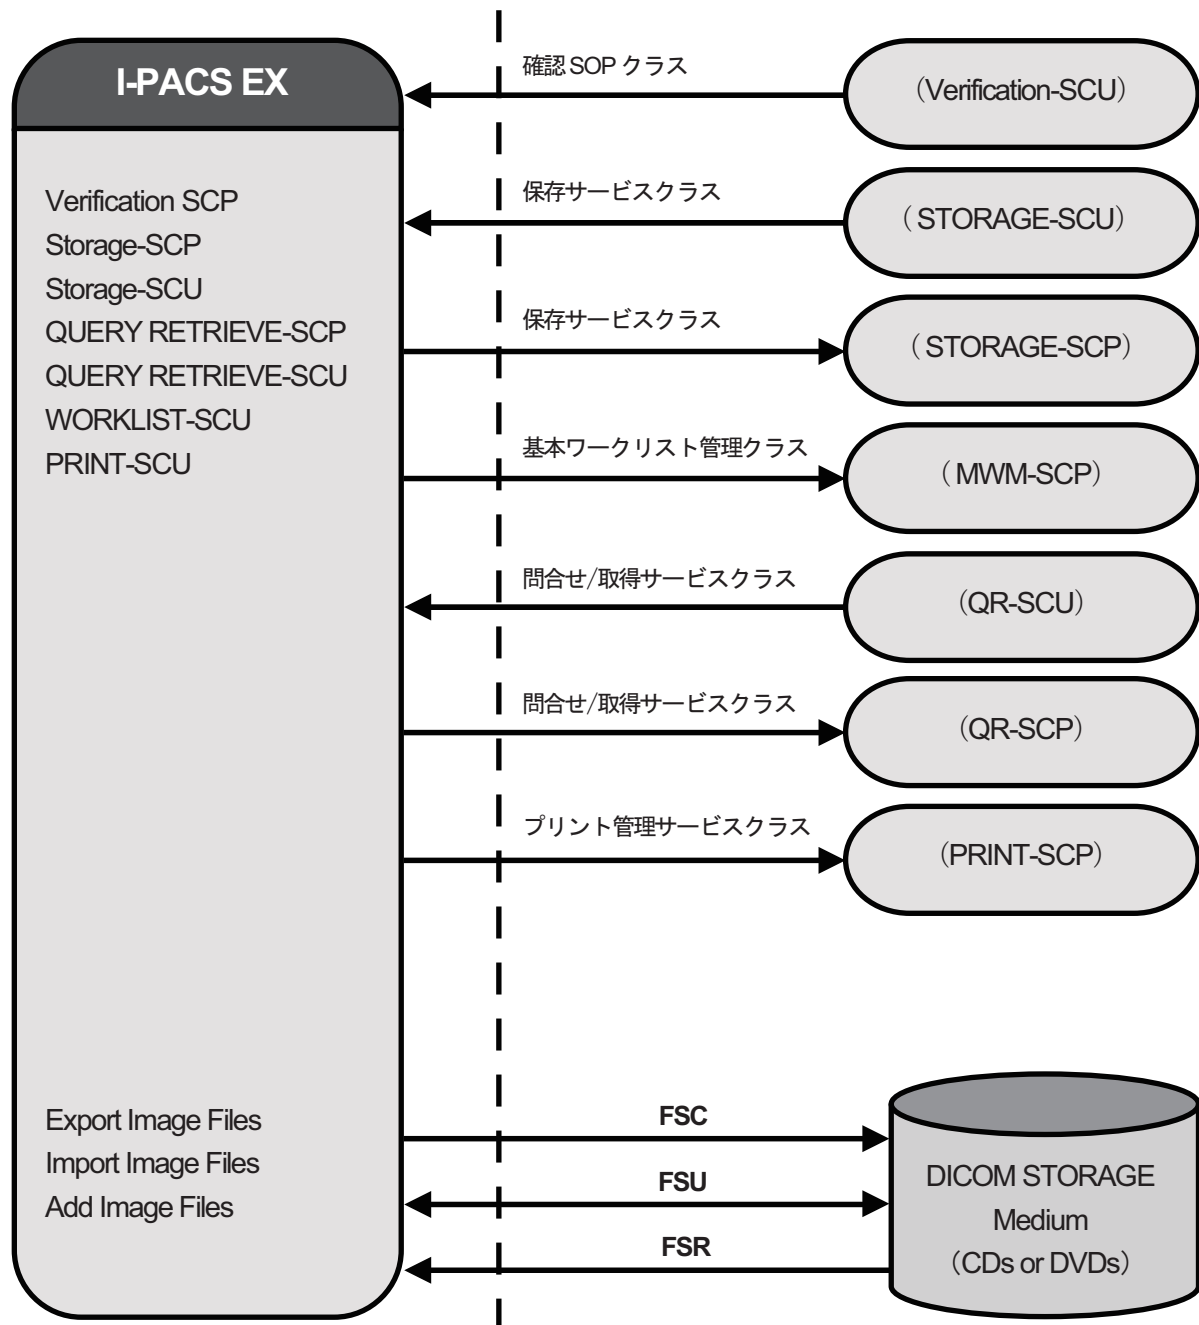 I-PACS EX
Verification SCP
Storage-SCP
Storage-SCU
QUERY RETRIEVE-SCP
QUERY RETRIEVE-SCU
WORKLIST-SCU
PRINT-SCU
Export Image Files
Import Image Files
Add Image Files
確認 SOP クラス
（Verification-SCU）
保存サービスクラス
（ STORAGE-SCU）
保存サービスクラス
（ STORAGE-SCP）
基本ワークリスト管理クラス
（ MWM-SCP）
問合せ/取得サービスクラス
（QR-SCU）
問合せ/取得サービスクラス
（QR-SCP）
プリント管理サービスクラス
（PRINT-SCP）
FSC
FSU
FSR
DICOM STORAGE
Medium
（CDs or DVDs）